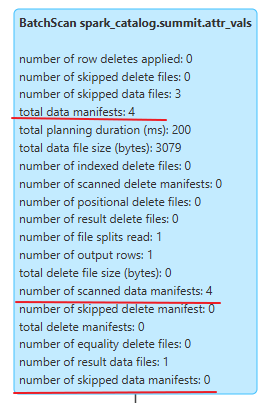 BatchScan spark_catalog.summit.attr_vals
number of row deletes applied: 0
number of skipped delete files: 0
number of skipped data files: 3
total data manifests: 4
total planning duration (ms): 200
total data file size (bytes): 3079
number of indexed delete files: 0
number of scanned delete manifests: 0
number of positional delete files: 0
number of result delete files: 0
number of file splits read: 1
number of output rows: 1
total delete file size (bytes): 0
number of scanned data manifests: 4
number of skipped delete manifest: 0
total delete manifests: 0
number of equality delete files: 0
number of result data files: 1
number of skipped data manifests: 0